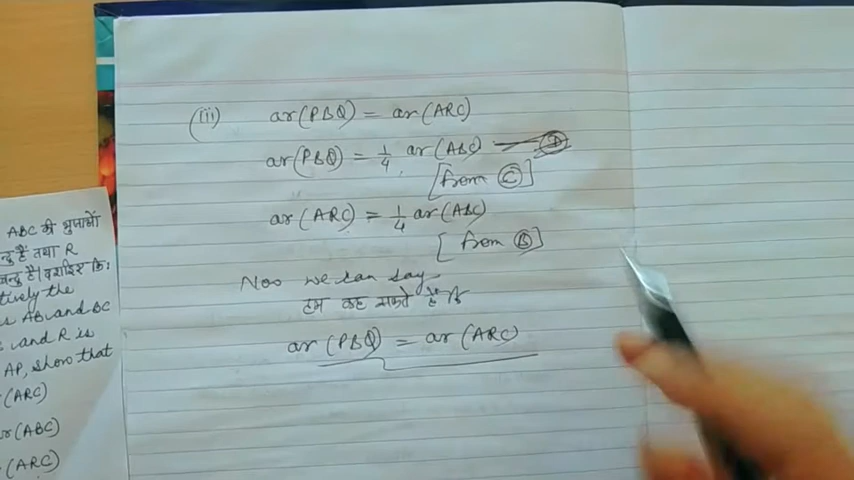 (iii) ar(PBQ) = ar(ARC)
ar(PBQ) = 1/4 ar(ABC)
[from Ⓒ]
ar(ARC) = 1/4 ar(ABC)
[from Ⓑ]
Now we can say
हम कह सकते हैं कि
ar(PBQ) = ar(ARC)
ABC की भुजाओं
न्दु हैं तथा R
न्दु है। दर्शाइए कि:
tively the
AB and BC
and R is
AP, show that
(ARC)
ar(ABC)
(ARC)